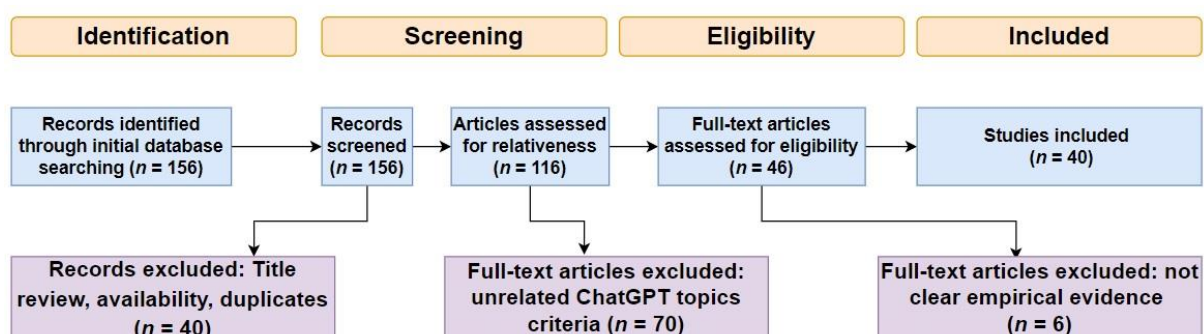 Identification
Screening
Eligibility
Included
Records identified
through initial database
searching (n = 156)
Records
screened
(n = 156)
Articles assessed
for relativeness
(n = 116)
Full-text articles
assessed for eligibility
(n = 46)
Studies included
(n = 40)
Records excluded: Title
review, availability, duplicates
(n = 40)
Full-text articles excluded:
unrelated ChatGPT topics
criteria (n = 70)
Full-text articles excluded: not
clear empirical evidence
(n = 6)